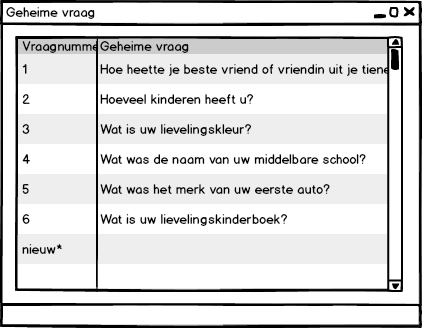 Geheime vraag
Vraagnumme Geheime vraag
1 Hoe heette je beste vriend of vriendin uit je tiene
2 Hoeveel kinderen heeft u?
3 Wat is uw lievelingskleur?
4 Wat was de naam van uw middelbare school?
5 Wat was het merk van uw eerste auto?
6 Wat is uw lievelingskinderboek?
nieuw*